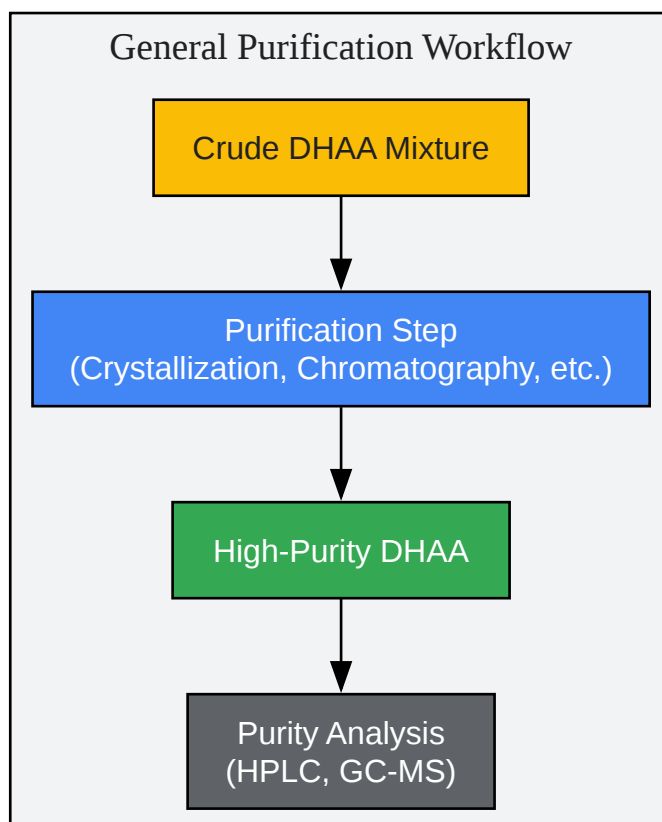 General Purification Workflow
Crude DHAA Mixture
Purification Step
(Crystallization, Chromatography, etc.)
High-Purity DHAA
Purity Analysis
(HPLC, GC-MS)